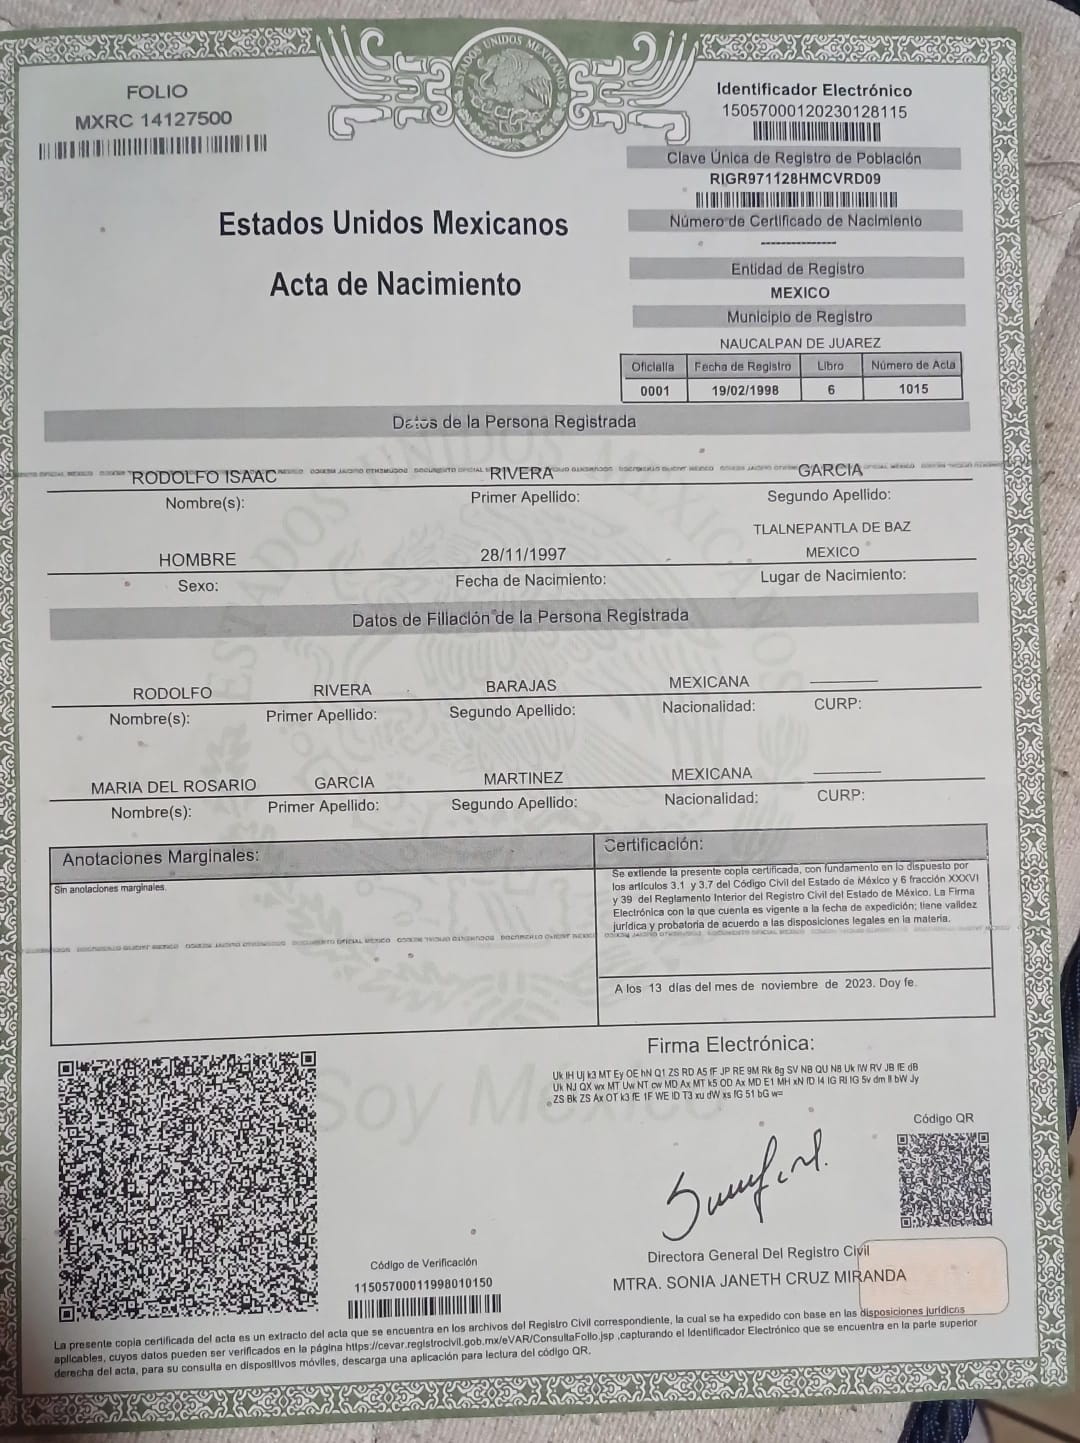 ESTADOS UNIDOS MEXICANOS
FOLIO
MXRC 14127500
Identificador Electrónico
15057000120230128115
Clave Única de Registro de Población
RIGR971128HMCVRD09
Número de Certificado de Nacimiento
---------------
Entidad de Registro
MEXICO
Municipio de Registro
NAUCALPAN DE JUAREZ
Oficialía Fecha de Registro Libro Número de Acta
0001 19/02/1998 6 1015
Estados Unidos Mexicanos
Acta de Nacimiento
Datos de la Persona Registrada
RODOLFO ISAAC RIVERA GARCIA
Nombre(s): Primer Apellido: Segundo Apellido:
HOMBRE 28/11/1997 TLALNEPANTLA DE BAZ
MEXICO
Sexo: Fecha de Nacimiento: Lugar de Nacimiento:
Datos de Filiación de la Persona Registrada
RODOLFO RIVERA BARAJAS MEXICANA
Nombre(s): Primer Apellido: Segundo Apellido: Nacionalidad: CURP:
MARIA DEL ROSARIO GARCIA MARTINEZ MEXICANA
Nombre(s): Primer Apellido: Segundo Apellido: Nacionalidad: CURP:
Anotaciones Marginales:
Sin anotaciones marginales.
Certificación:
Se extiende la presente copia certificada, con fundamento en lo dispuesto por
los artículos 3.1 y 3.7 del Código Civil del Estado de México y 6 fracción XXXVI
y 39 del Reglamento Interior del Registro Civil del Estado de México. La Firma
Electrónica con la que cuenta es vigente a la fecha de expedición; tiene validez
jurídica y probatoria de acuerdo a las disposiciones legales en la materia.
A los 13 días del mes de noviembre de 2023. Doy fe.
Soy México
Firma Electrónica:
Código QR
Código de Verificación
11505700011998010150
Directora General Del Registro Civil
MTRA. SONIA JANETH CRUZ MIRANDA
La presente copia certificada del acta es un extracto del acta que se encuentra en los archivos del Registro Civil correspondiente, la cual se ha expedido con base en las disposiciones jurídicas
aplicables, cuyos datos pueden ser verificados en la página https://cevar.registrocivil.gob.mx/eVAR/ConsultaFolio.jsp ,capturando el Identificador Electrónico que se encuentra en la parte superior
derecha del acta, para su consulta en dispositivos móviles, descarga una aplicación para lectura del código QR.